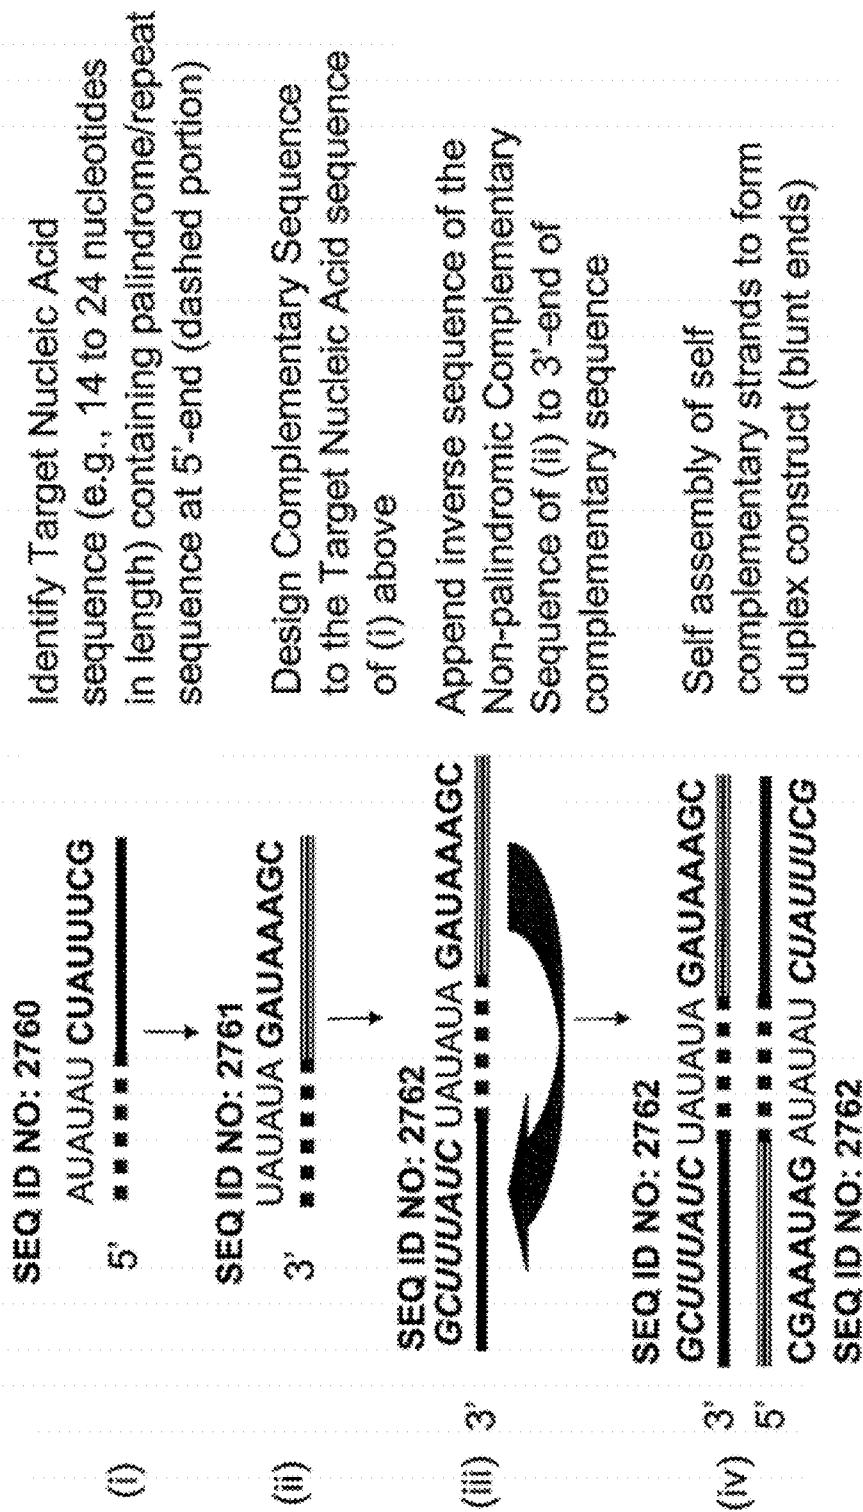 SEQ ID NO: 2760
AUAUAU CUAUUUCG
(i)
5'
Identify Target Nucleic Acid
sequence (e.g., 14 to 24 nucleotides
in length) containing palindrome/repeat
sequence at 5'-end (dashed portion)
SEQ ID NO: 2761
UAUAUA GAUAAAGC
(ii)
3'
Design Complementary Sequence
to the Target Nucleic Acid sequence
of (i) above
SEQ ID NO: 2762
GCUUUAUC UAUAUA GAUAAAGC
(iii) 3'
Append inverse sequence of the
Non-palindromic Complementary
Sequence of (ii) to 3'-end of
complementary sequence
SEQ ID NO: 2762
GCUUUAUC UAUAUA GAUAAAGC
(iv) 3'
5'
CGAAAUAG AUAUAU CUAUUUCG
SEQ ID NO: 2762
Self assembly of self
complementary strands to form
duplex construct (blunt ends)